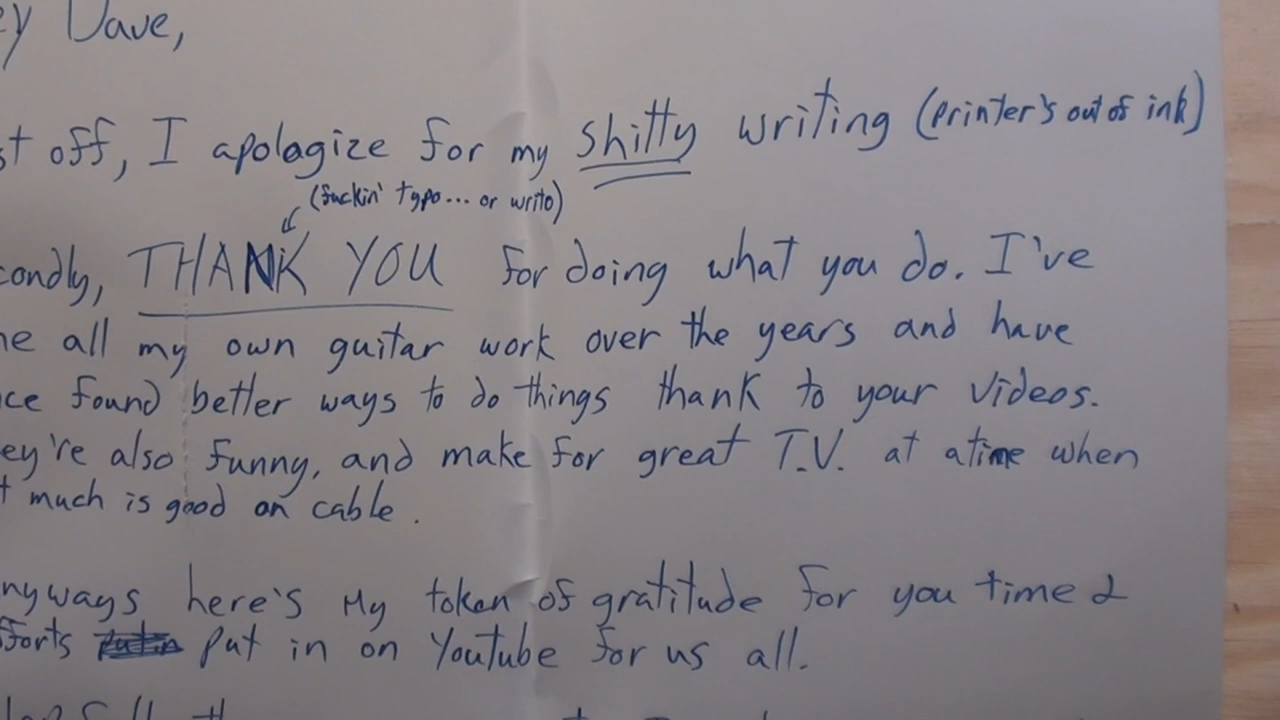 ey Dave,
st off, I apologize for my shitty writing (printer's out of ink)
(fuckin' typo... or writo)
condly, THANK YOU for doing what you do. I've
ne all my own guitar work over the years and have
ce found better ways to do things thank to your videos.
ey're also funny, and make for great T.V. at a time when
t much is good on cable.
nyways here's My token of gratitude for you time &
fforts put in on Youtube for us all.